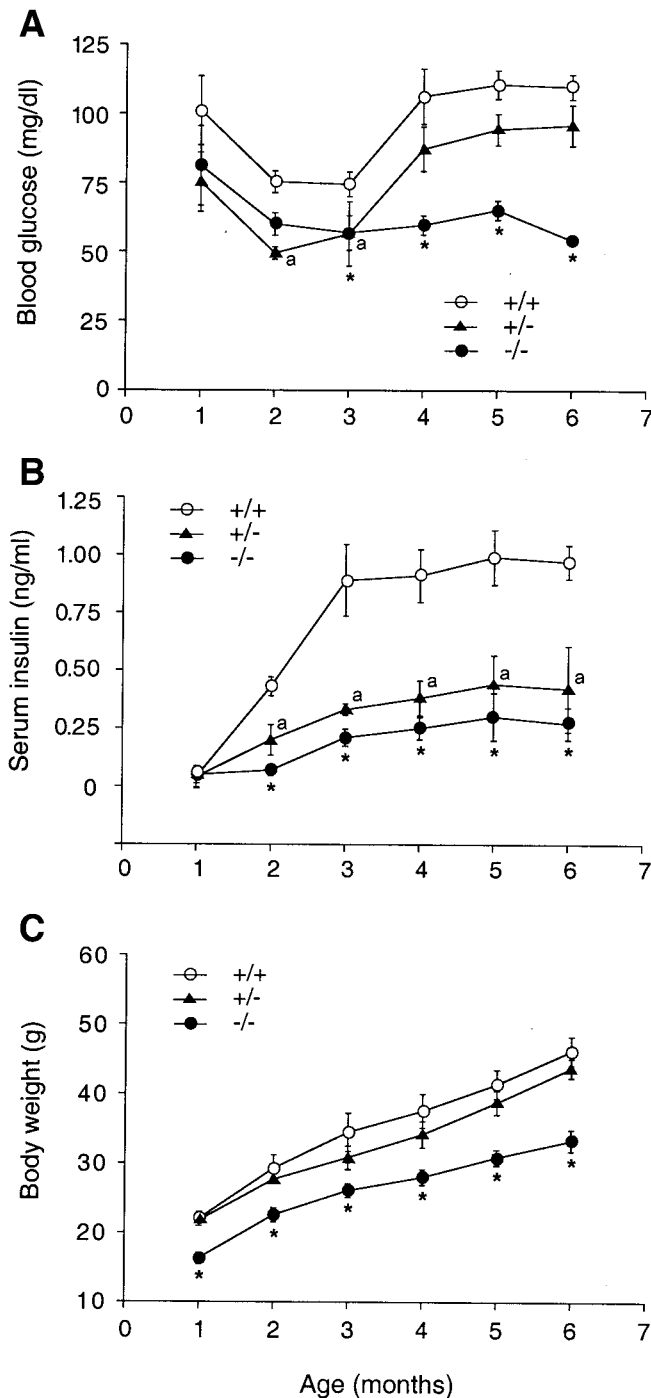 A
Blood glucose (mg/dl)
125
100
75
50
25
0
a
a
*
*
*
*
+/+
+/-
-/-
0 1 2 3 4 5 6 7
B
Serum insulin (ng/ml)
1.25
1.00
0.75
0.50
0.25
0
+/+
+/-
-/-
a
a
a
a
a
*
*
*
*
*
0 1 2 3 4 5 6 7
C
Body weight (g)
60
50
40
30
20
10
+/+
+/-
-/-
*
*
*
*
*
*
0 1 2 3 4 5 6 7
Age (months)